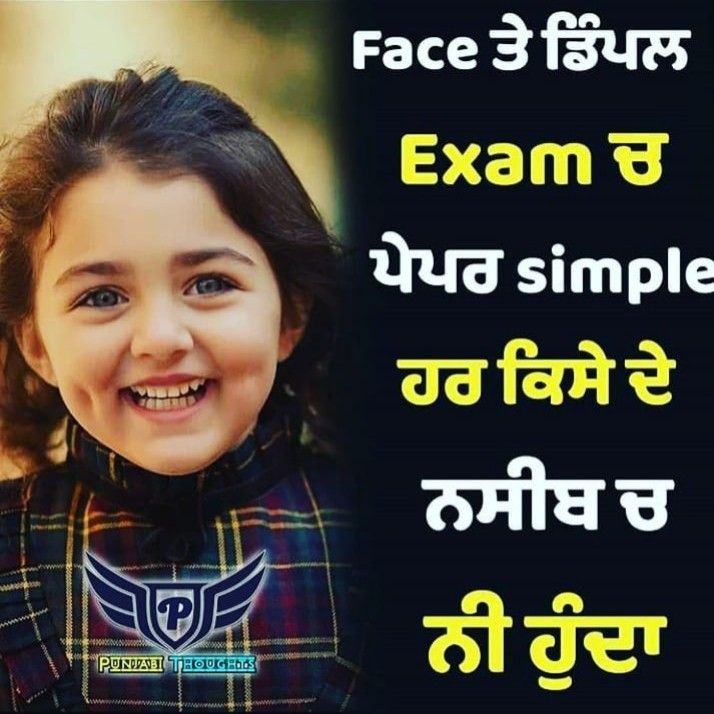 Face ਤੇ ਡਿੰਪਲ
Exam ਚ
ਪੇਪਰ simple
ਹਰ ਕਿਸੇ ਦੇ
ਨਸੀਬ ਚ
ਨੀ ਹੁੰਦਾ
P
PUNJABI THOUGHTS